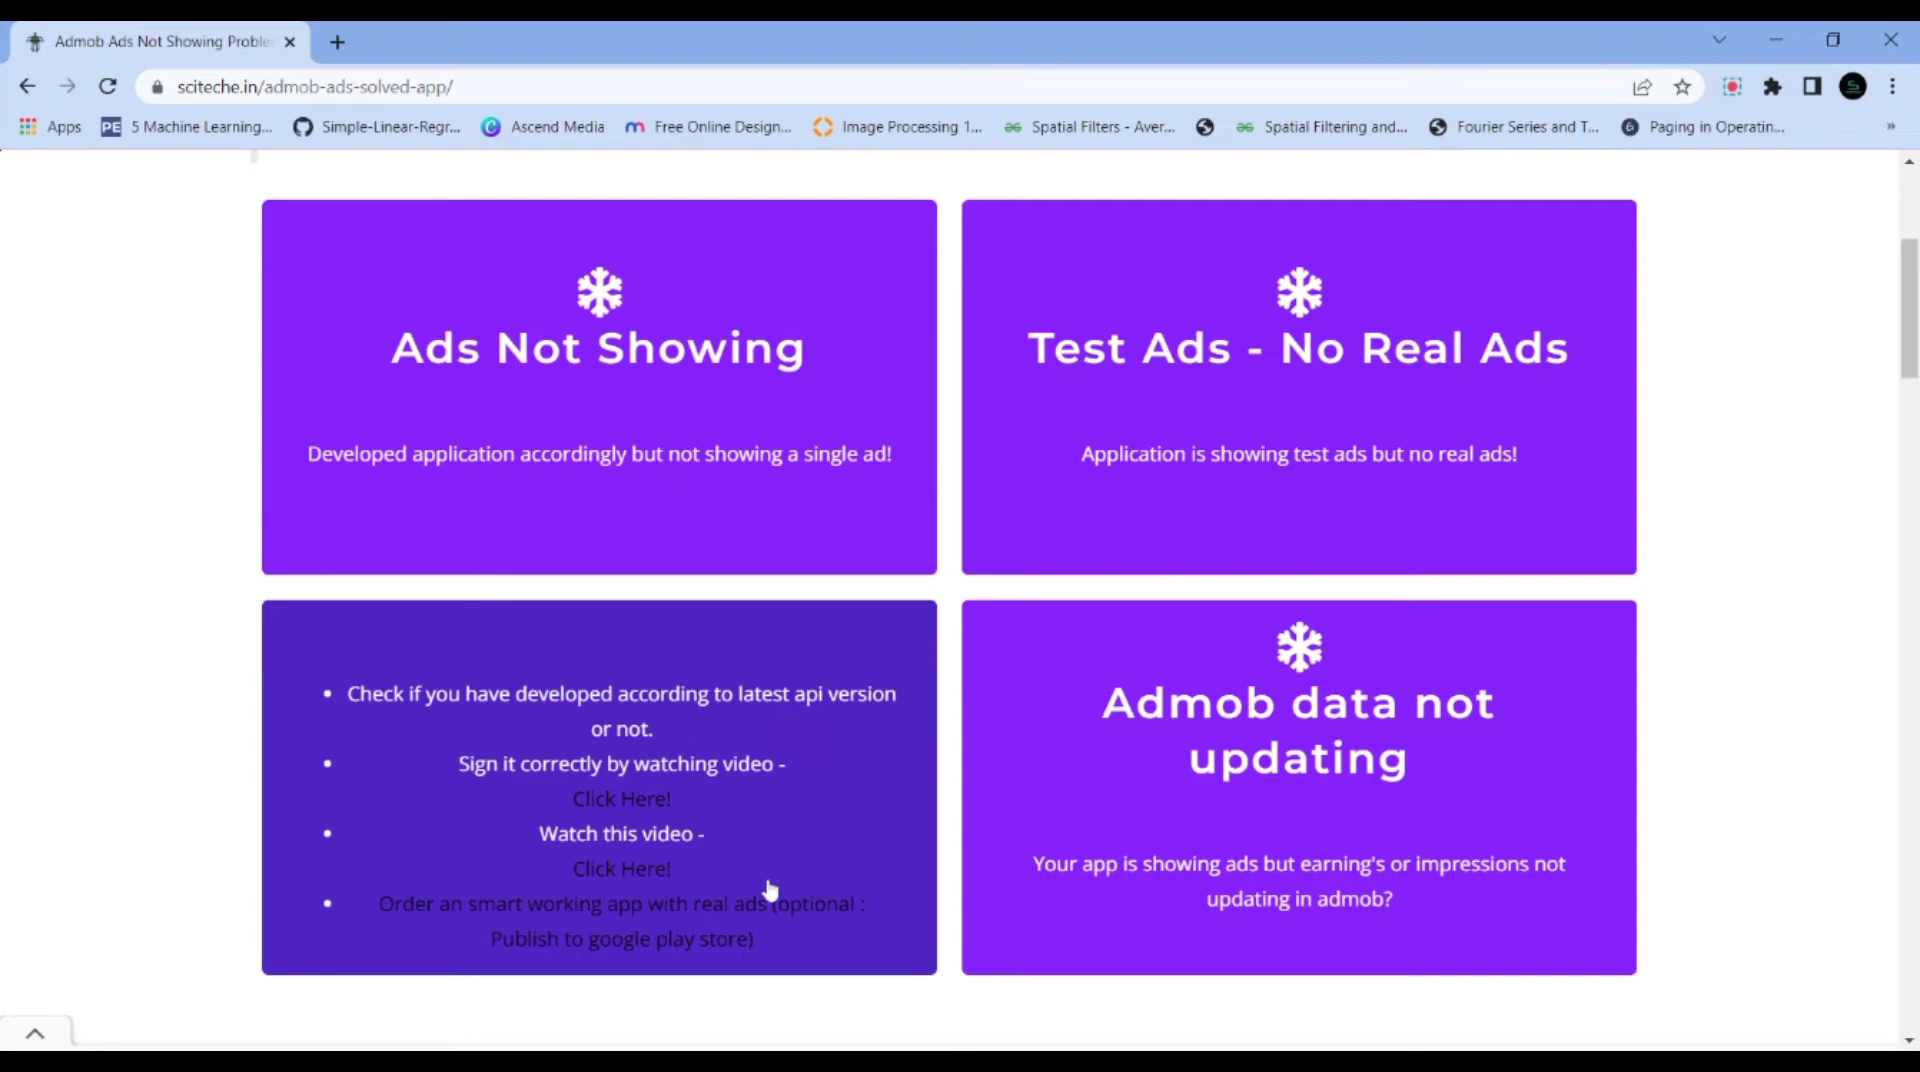 Admob Ads Not Showing Proble
sciteche.in/admob-ads-solved-app/
Apps
PE
5 Machine Learning...
Simple-Linear-Regr...
Ascend Media
Free Online Design...
Image Processing 1...
Spatial Filters - Aver...
Spatial Filtering and...
Fourier Series and T...
Paging in Operatin...
»
Ads Not Showing
Developed application accordingly but not showing a single ad!
Test Ads - No Real Ads
Application is showing test ads but no real ads!
• Check if you have developed according to latest api version
or not.
• Sign it correctly by watching video -
Click Here!
• Watch this video -
Click Here!
• Order an smart working app with real ads (optional :
Publish to google play store)
Admob data not
updating
Your app is showing ads but earning's or impressions not
updating in admob?